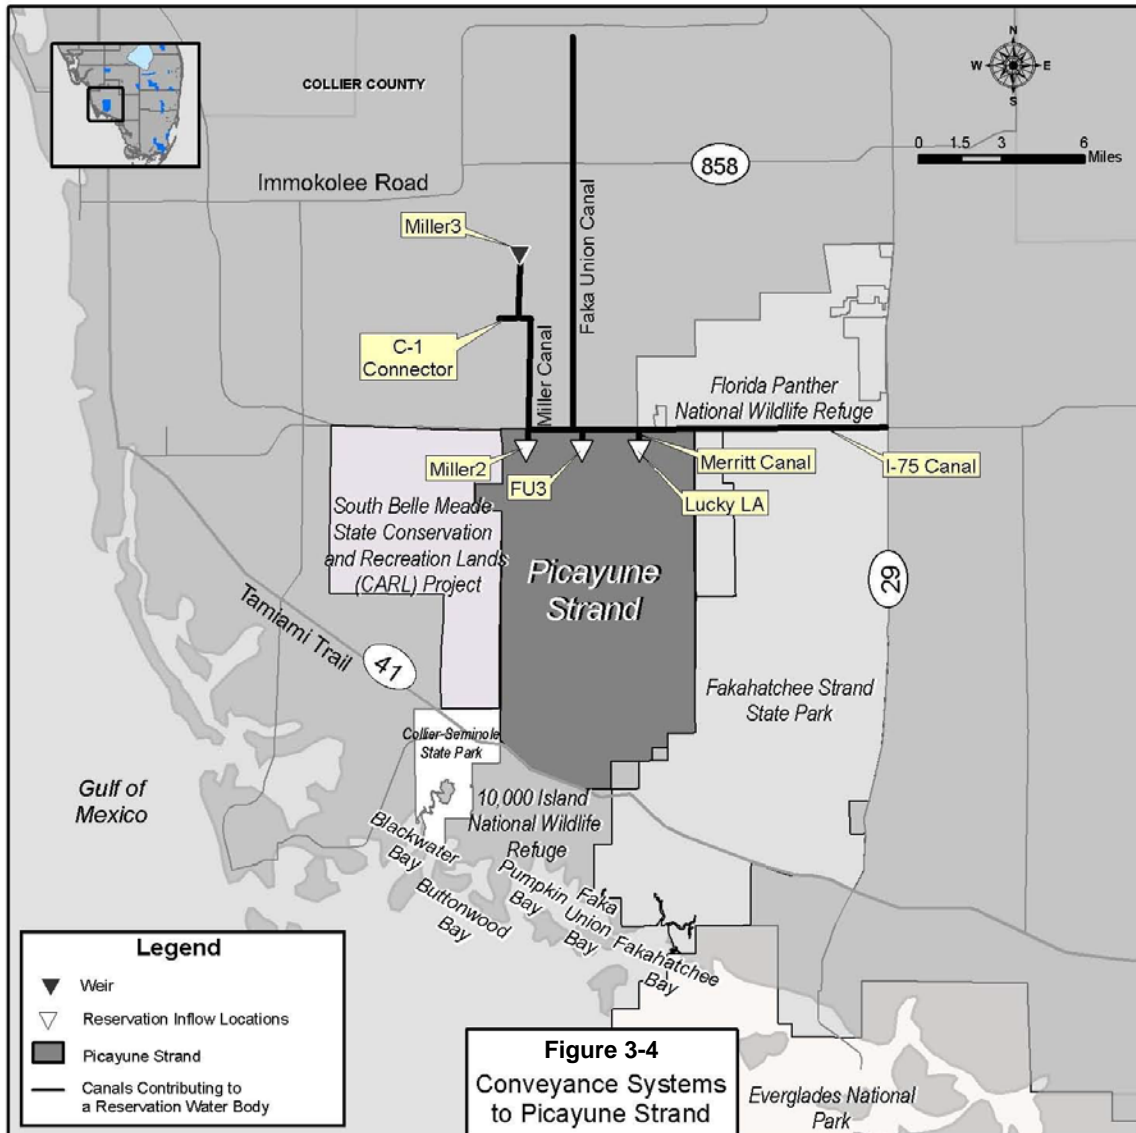 COLLIER COUNTY
N
W
E
S
0 1.5 3 6
Miles
858
Immokolee Road
Miller3
Faka Union Canal
C-1
Connector
Miller Canal
Florida Panther
National Wildlife Refuge
Miller2
FU3
Merritt Canal
I-75 Canal
Lucky LA
South Belle Meade
State Conservation
and Recreation Lands
(CARL) Project
Picayune
Strand
29
Tamiami Trail
41
Fakahatchee Strand
State Park
Collier-Seminole
State Park
Gulf of
Mexico
10,000 Island
National Wildlife
Refuge
Blackwater
Bay
Buttonwood
Bay
Pumpkin
Bay
Faka
Union
Bay
Fakahatchee
Bay
Legend
Weir
Reservation Inflow Locations
Picayune Strand
Canals Contributing to
a Reservation Water Body
Figure 3-4
Conveyance Systems
to Picayune Strand
Everglades National
Park